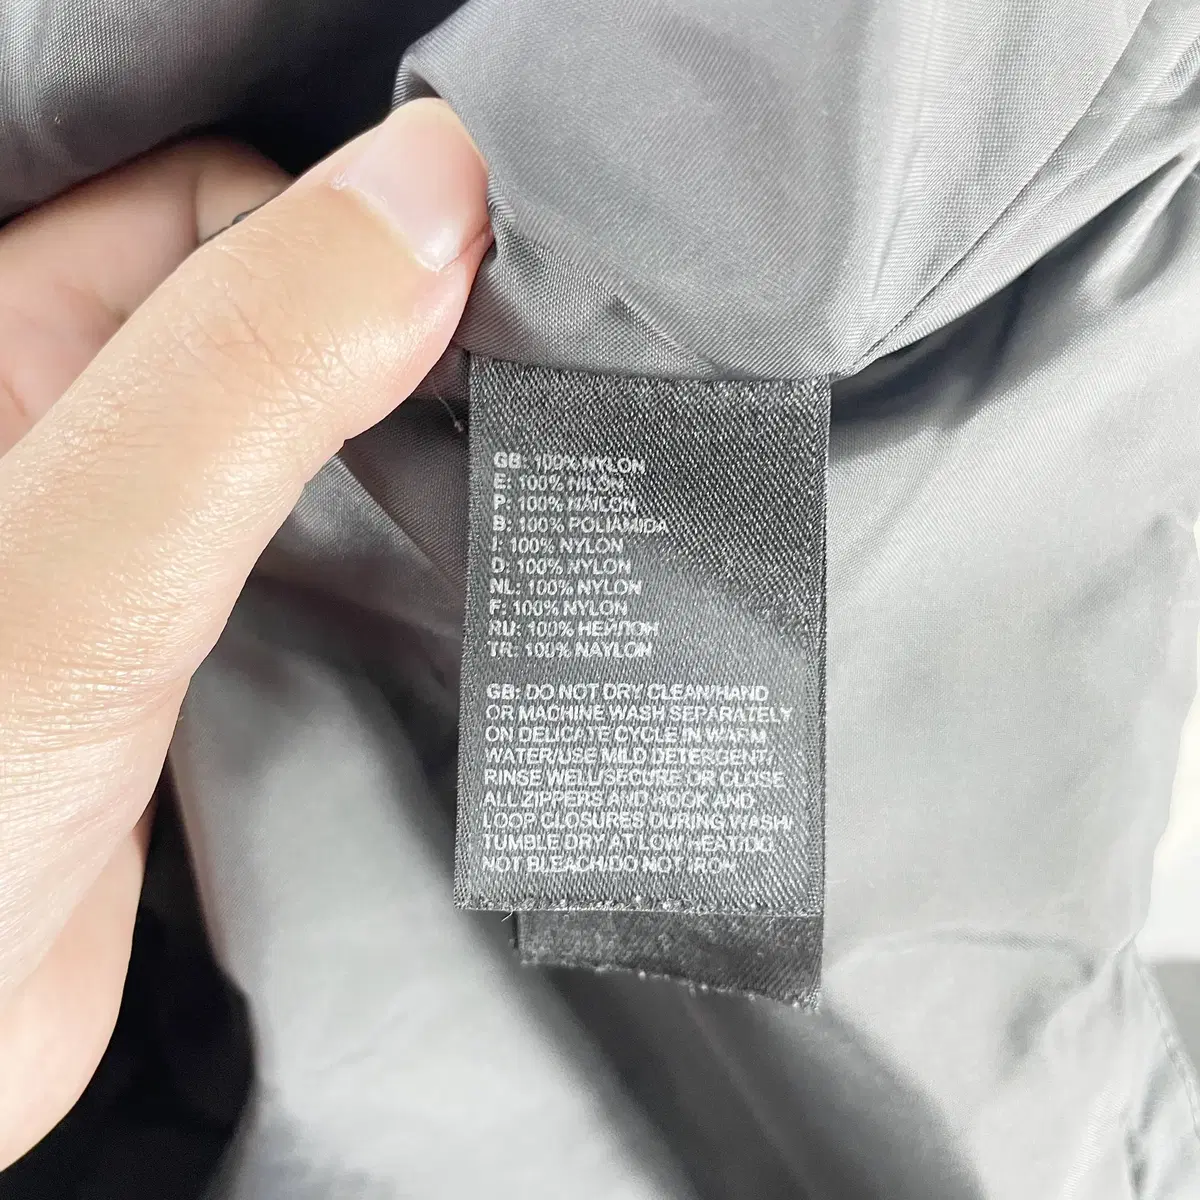 GB: 100% NYLON
E: 100% NILÓN
P: 100% NÁILON
B: 100% POLIAMIDA
I: 100% NYLON
D: 100% NYLON
NL: 100% NYLON
F: 100% NYLON
RU: 100% НЕЙЛОН
TR: 100% NAYLON
GB: DO NOT DRY CLEAN/HAND
OR MACHINE WASH SEPARATELY
ON DELICATE CYCLE IN WARM
WATER/USE MILD DETERGENT/
RINSE WELL/SECURE OR CLOSE
ALL ZIPPERS AND HOOK AND
LOOP CLOSURES DURING WASH/
TUMBLE DRY AT LOW HEAT/DO
NOT BLEACH/DO NOT IRON